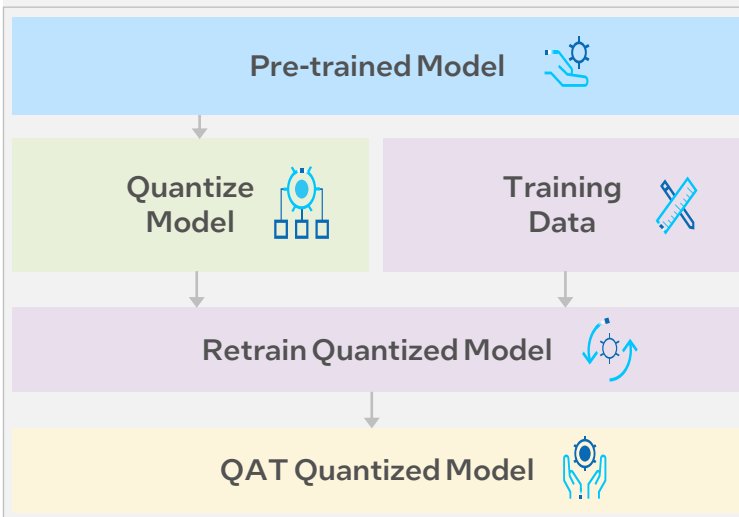 Pre-trained Model
Quantize
Model
Training
Data
Retrain Quantized Model
QAT Quantized Model